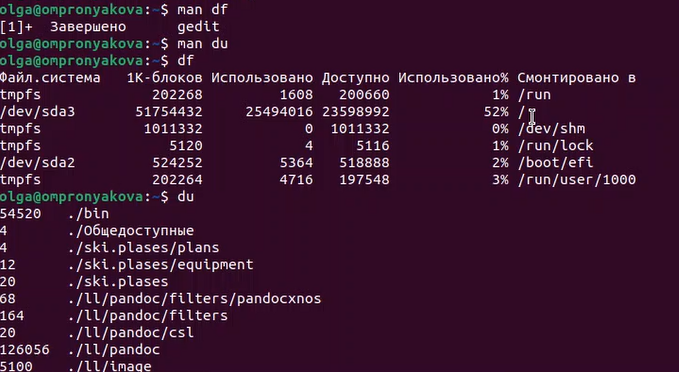 olga@ompronyakova:~$ man df
[1]+  Завершено      gedit
olga@ompronyakova:~$ man du
olga@ompronyakova:~$ df
Файл.система  1K-блоков Использовано Доступно Использовано% Смонтировано в
tmpfs            202268         1608   200660            1% /run
/dev/sda3      51754432     25494016 23598992           52% /
tmpfs           1011332            0  1011332            0% /dev/shm
tmpfs              5120            4     5116            1% /run/lock
/dev/sda2        524252         5364   518888            2% /boot/efi
tmpfs            202264         4716   197548            3% /run/user/1000
olga@ompronyakova:~$ du
54520   ./bin
4       ./Общедоступные
4       ./ski.plases/plans
12      ./ski.plases/equipment
20      ./ski.plases
68      ./ll/pandoc/filters/pandocxnos
164     ./ll/pandoc/filters
20      ./ll/pandoc/csl
126056  ./ll/pandoc
5100    ./ll/image